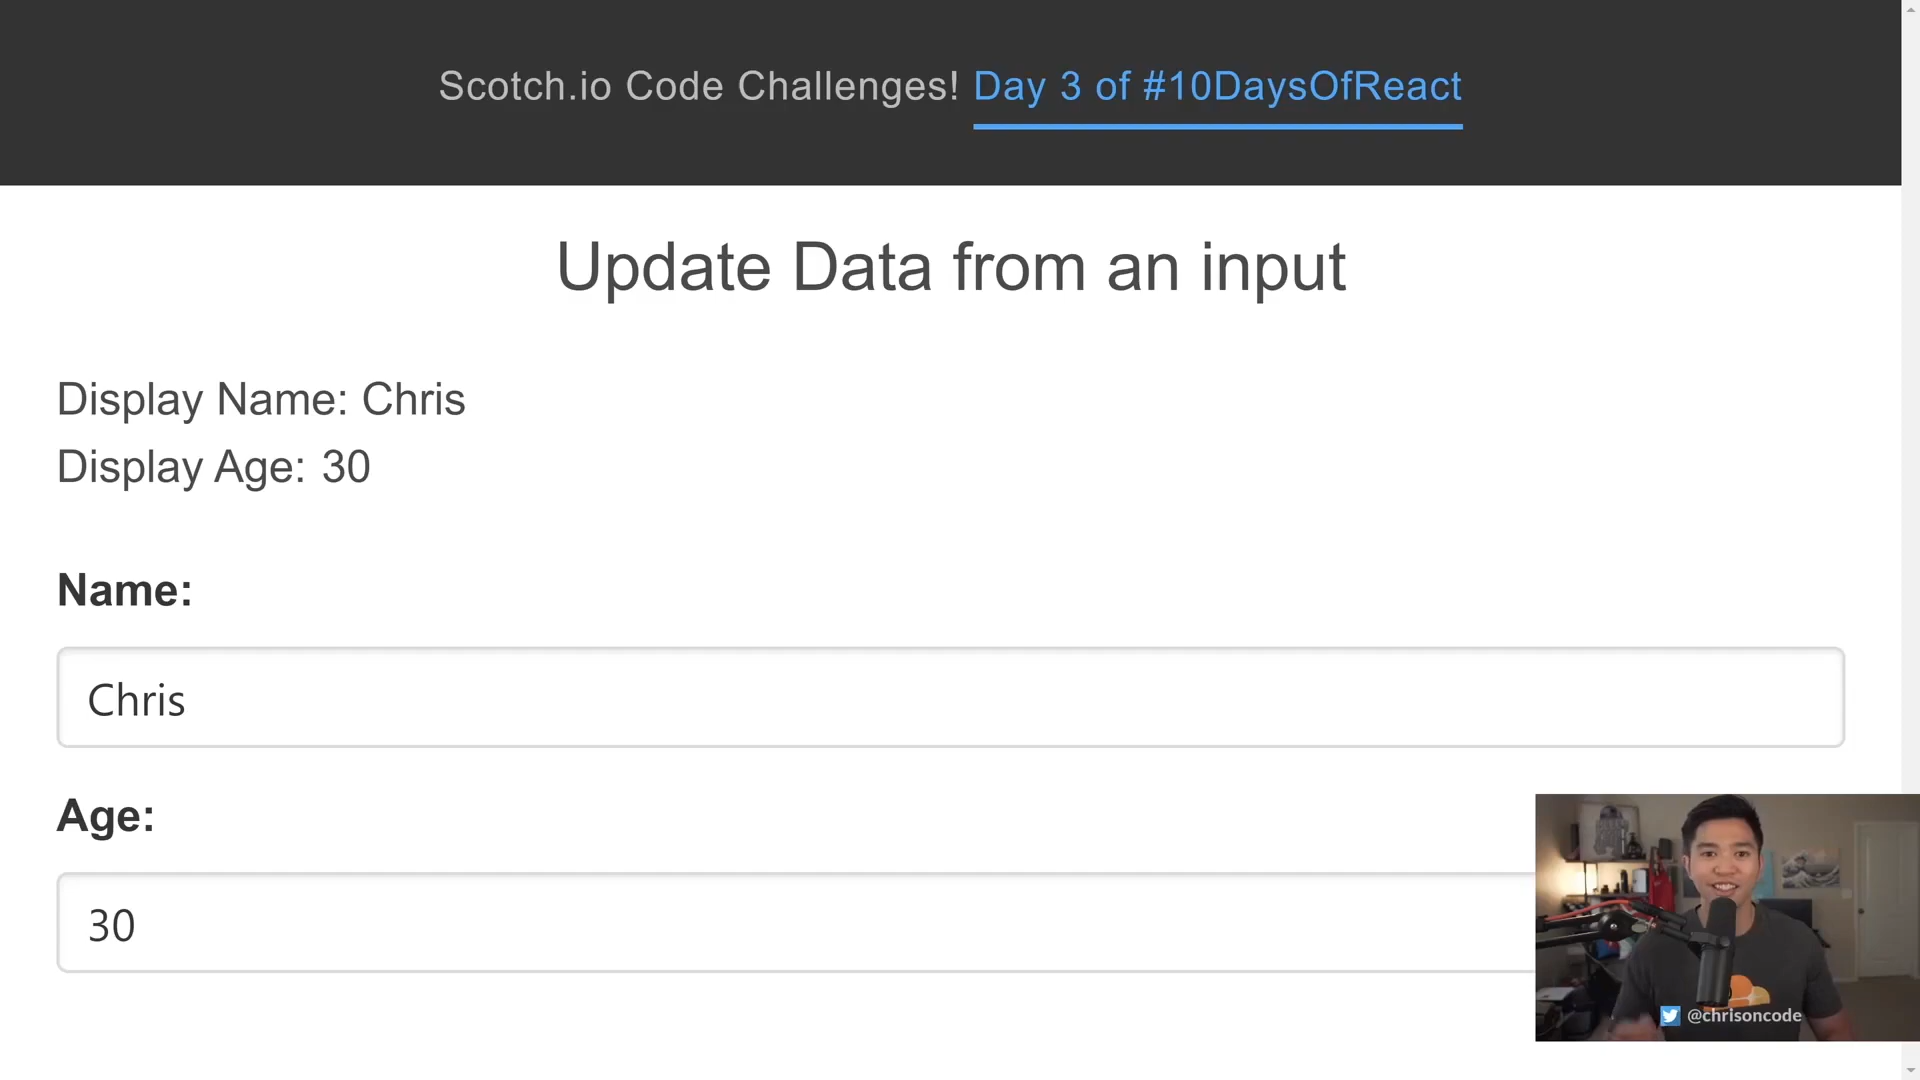 Scotch.io Code Challenges! Day 3 of #10DaysOfReact
Update Data from an input
Display Name: Chris
Display Age: 30
Name:
Chris
Age:
30
@chrisoncode